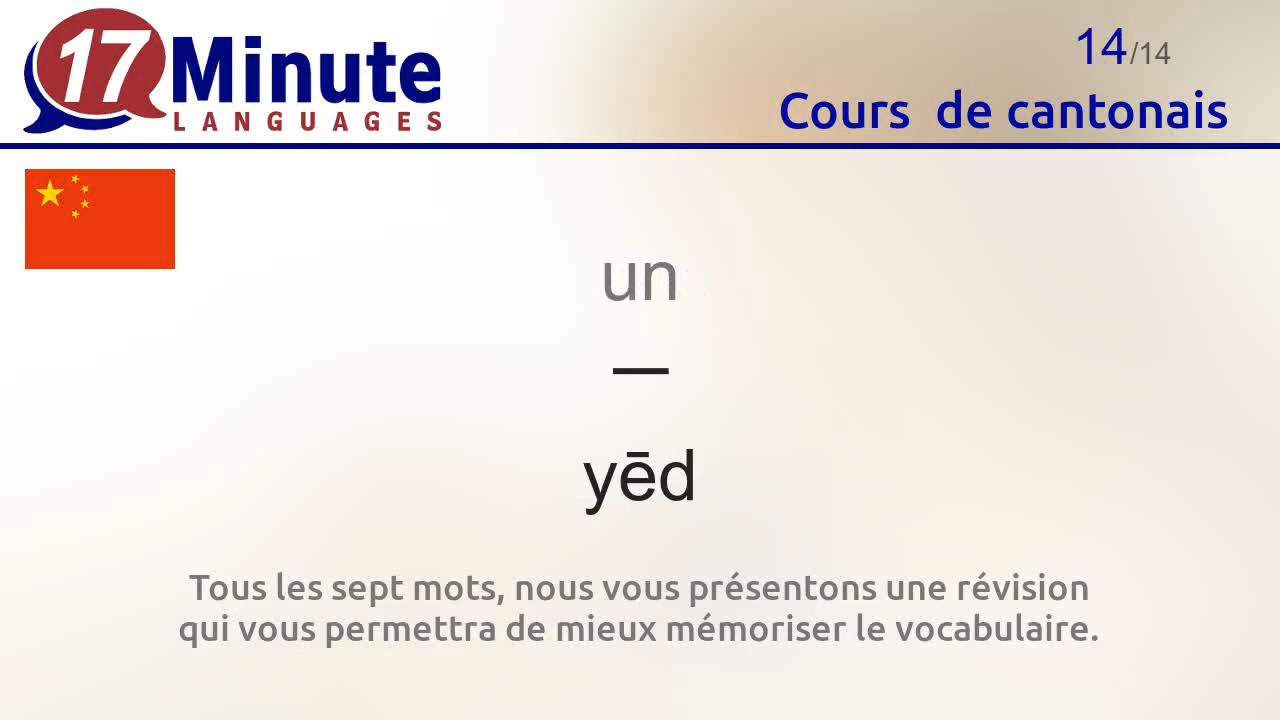 17 Minute
LANGUAGES
14/14
Cours de cantonais
un
一
yēd
Tous les sept mots, nous vous présentons une révision
qui vous permettra de mieux mémoriser le vocabulaire.